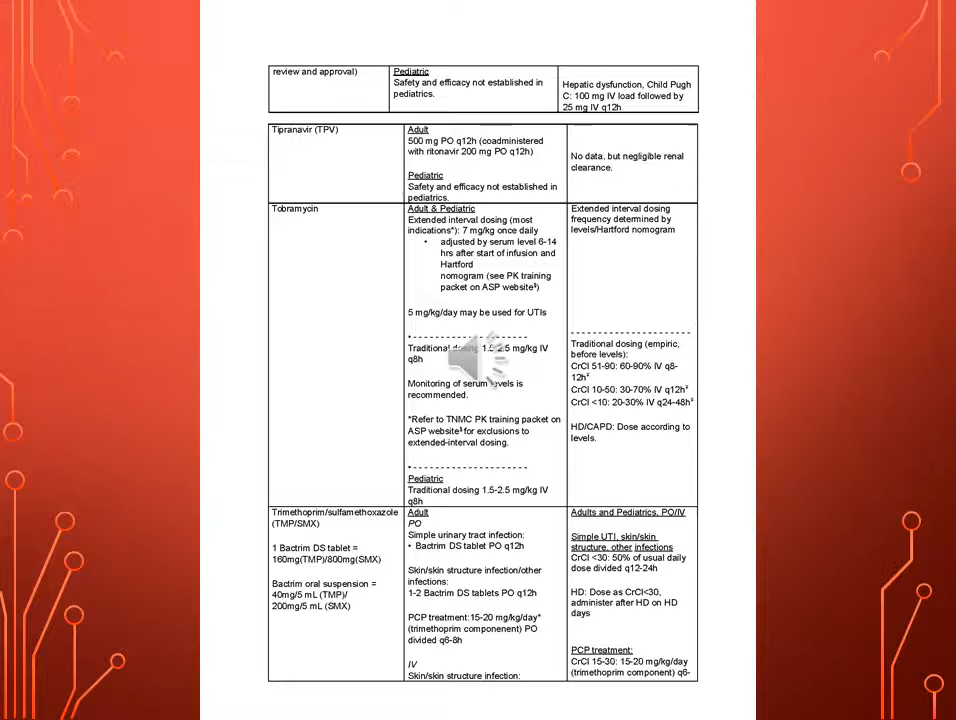 review and approval)
Pediatric
Safety and efficacy not established in
pediatrics.
Hepatic dysfunction, Child Pugh
C: 100 mg IV load followed by
25 mg IV q12h
Tipranavir (TPV)
Adult
500 mg PO q12h (coadministered
with ritonavir 200 mg PO q12h)
Pediatric
Safety and efficacy not established in
pediatrics.
No data, but negligible renal
clearance.
Tobramycin
Adult & Pediatric
Extended interval dosing (most
indications*): 7 mg/kg once daily
• adjusted by serum level 6-14
hrs after start of infusion and
Hartford
nomogram (see PK training
packet on ASP website§)
5 mg/kg/day may be used for UTIs
Traditional dosing 1.5-2.5 mg/kg IV
q8h
Monitoring of serum levels is
recommended.
*Refer to TNMC PK training packet on
ASP website§ for exclusions to
extended-interval dosing.
Pediatric
Traditional dosing 1.5-2.5 mg/kg IV
q8h
Extended interval dosing
frequency determined by
levels/Hartford nomogram
Traditional dosing (empiric,
before levels):
CrCl 51-90: 60-90% IV q8-
12h‡
CrCl 10-50: 30-70% IV q12h‡
CrCl <10: 20-30% IV q24-48h‡
HD/CAPD: Dose according to
levels.
Trimethoprim/sulfamethoxazole
(TMP/SMX)
1 Bactrim DS tablet =
160mg(TMP)/800mg(SMX)
Bactrim oral suspension =
40mg/5 mL (TMP)/
200mg/5 mL (SMX)
Adult
PO
Simple urinary tract infection:
• Bactrim DS tablet PO q12h
Skin/skin structure infection/other
infections:
1-2 Bactrim DS tablets PO q12h
PCP treatment:15-20 mg/kg/day*
(trimethoprim componenent) PO
divided q6-8h
IV
Skin/skin structure infection:
Adults and Pediatrics, PO/IV
Simple UTI, skin/skin
structure, other infections
CrCl <30: 50% of usual daily
dose divided q12-24h
HD: Dose as CrCl<30,
administer after HD on HD
days
PCP treatment:
CrCl 15-30: 15-20 mg/kg/day
(trimethoprim component) q6-